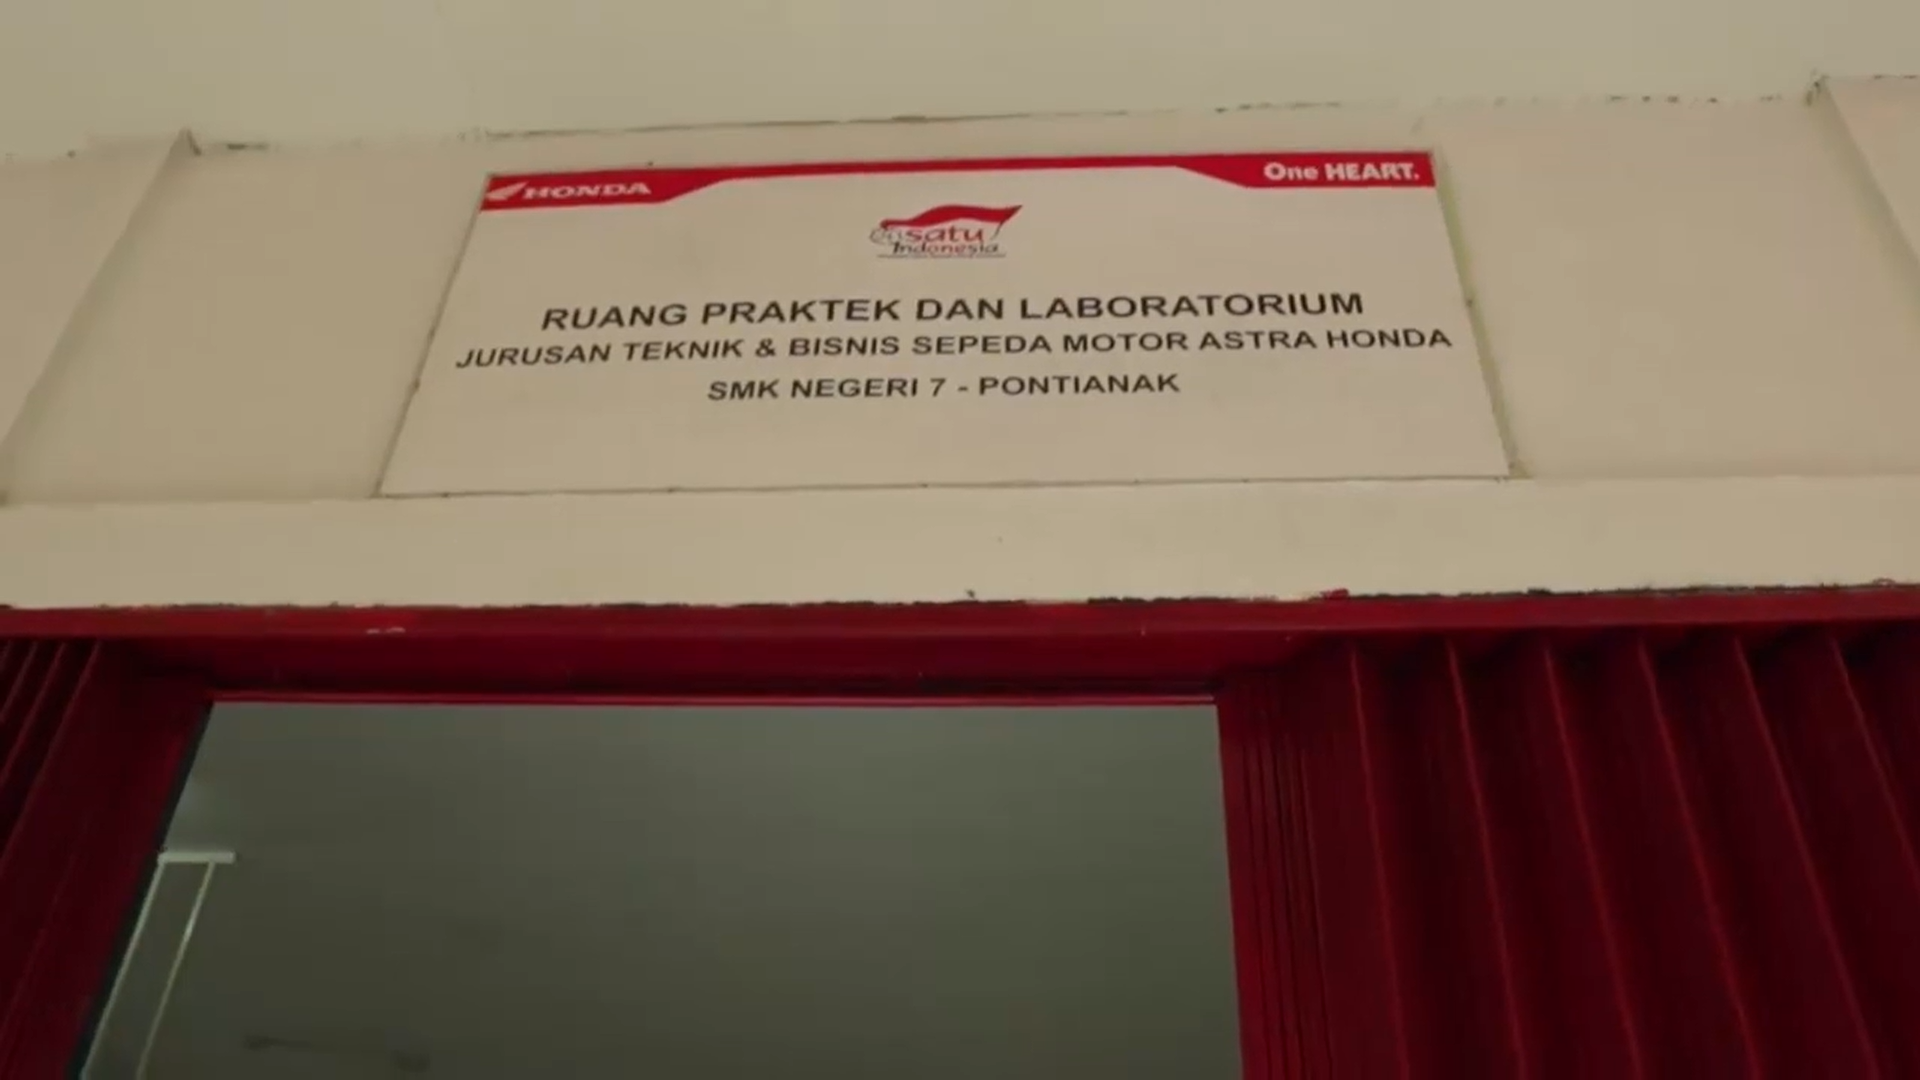 HONDA
One HEART.
satu
Indonesia
RUANG PRAKTEK DAN LABORATORIUM
JURUSAN TEKNIK & BISNIS SEPEDA MOTOR ASTRA HONDA
SMK NEGERI 7 - PONTIANAK